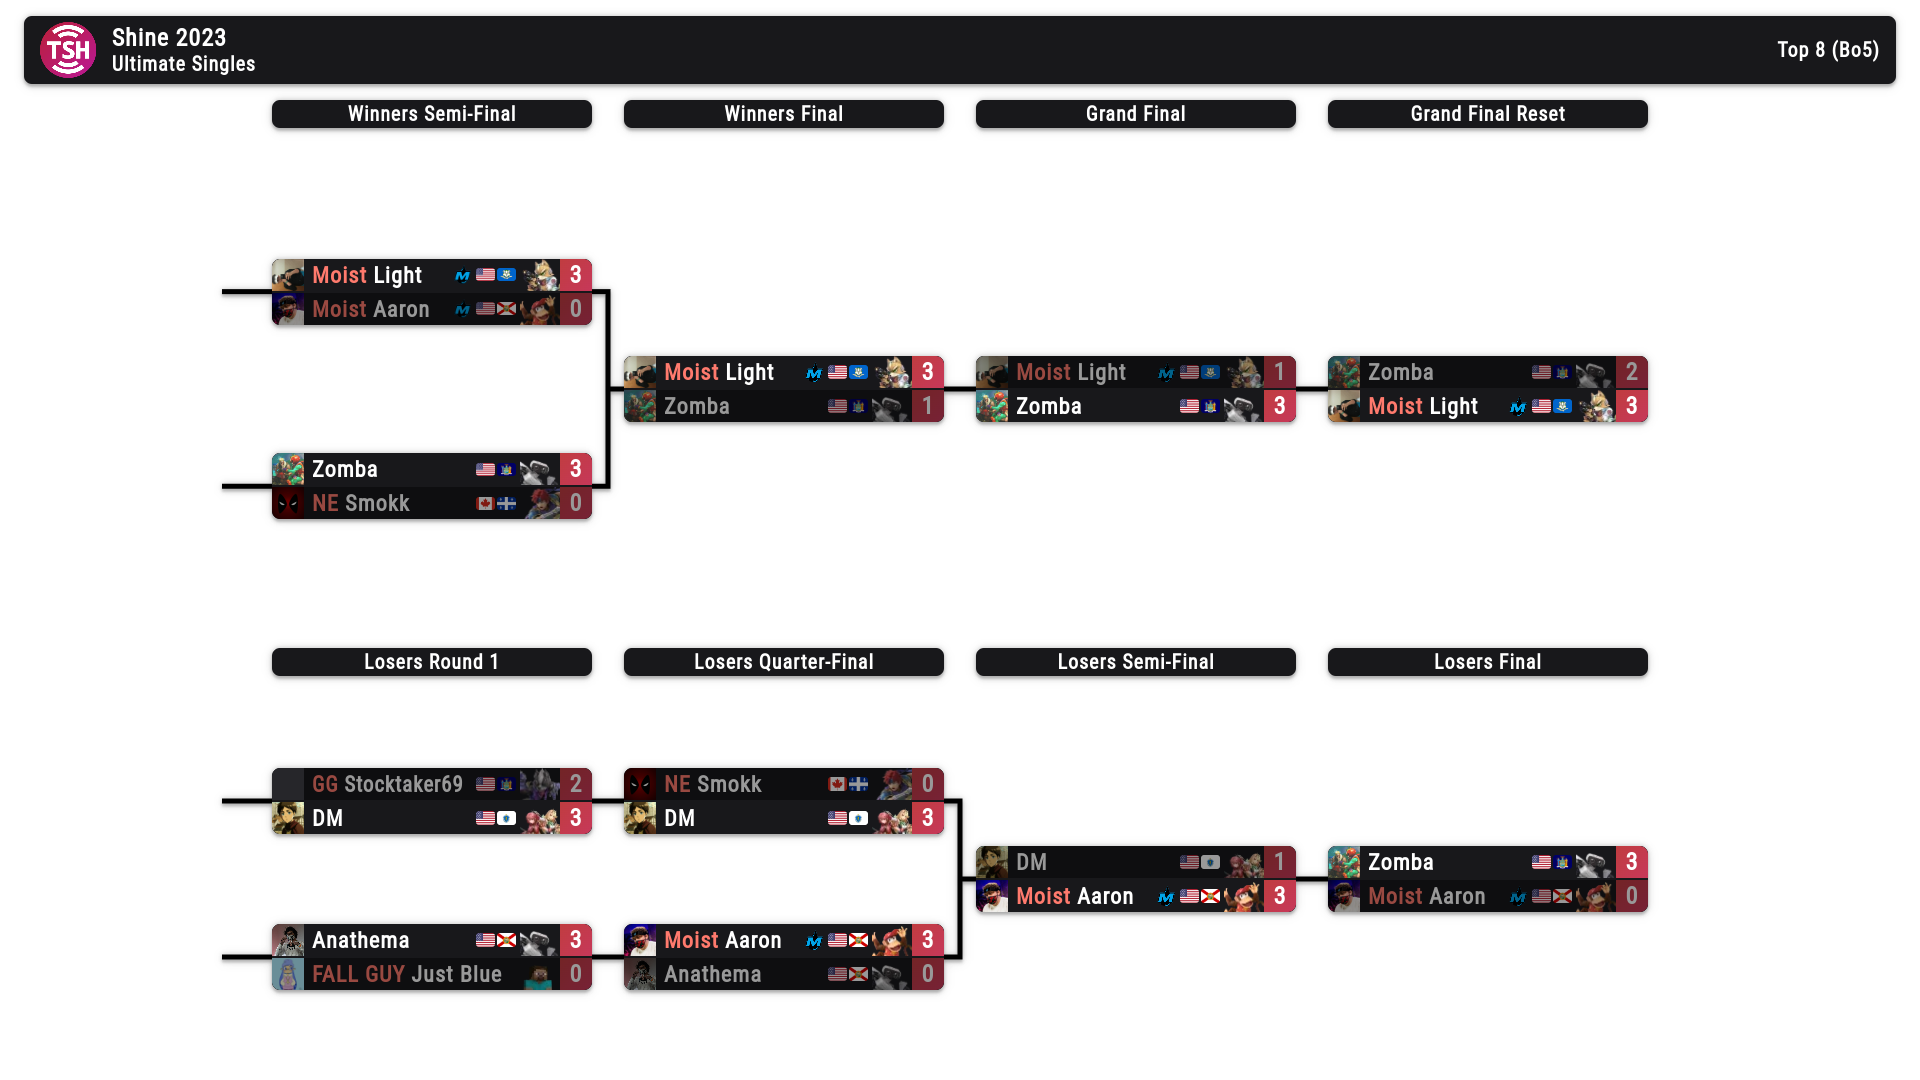 TSH
Shine 2023
Ultimate Singles
Top 8 (Bo5)
Winners Semi-Final
Winners Final
Grand Final
Grand Final Reset
Moist Light 3
Moist Aaron 0
Zomba 3
NE Smokk 0
Moist Light 3
Zomba 1
Moist Light 1
Zomba 3
Zomba 2
Moist Light 3
Losers Round 1
Losers Quarter-Final
Losers Semi-Final
Losers Final
GG Stocktaker69 2
DM 3
Anathema 3
FALL GUY Just Blue 0
NE Smokk 0
DM 3
Moist Aaron 3
Anathema 0
DM 1
Moist Aaron 3
Zomba 3
Moist Aaron 0